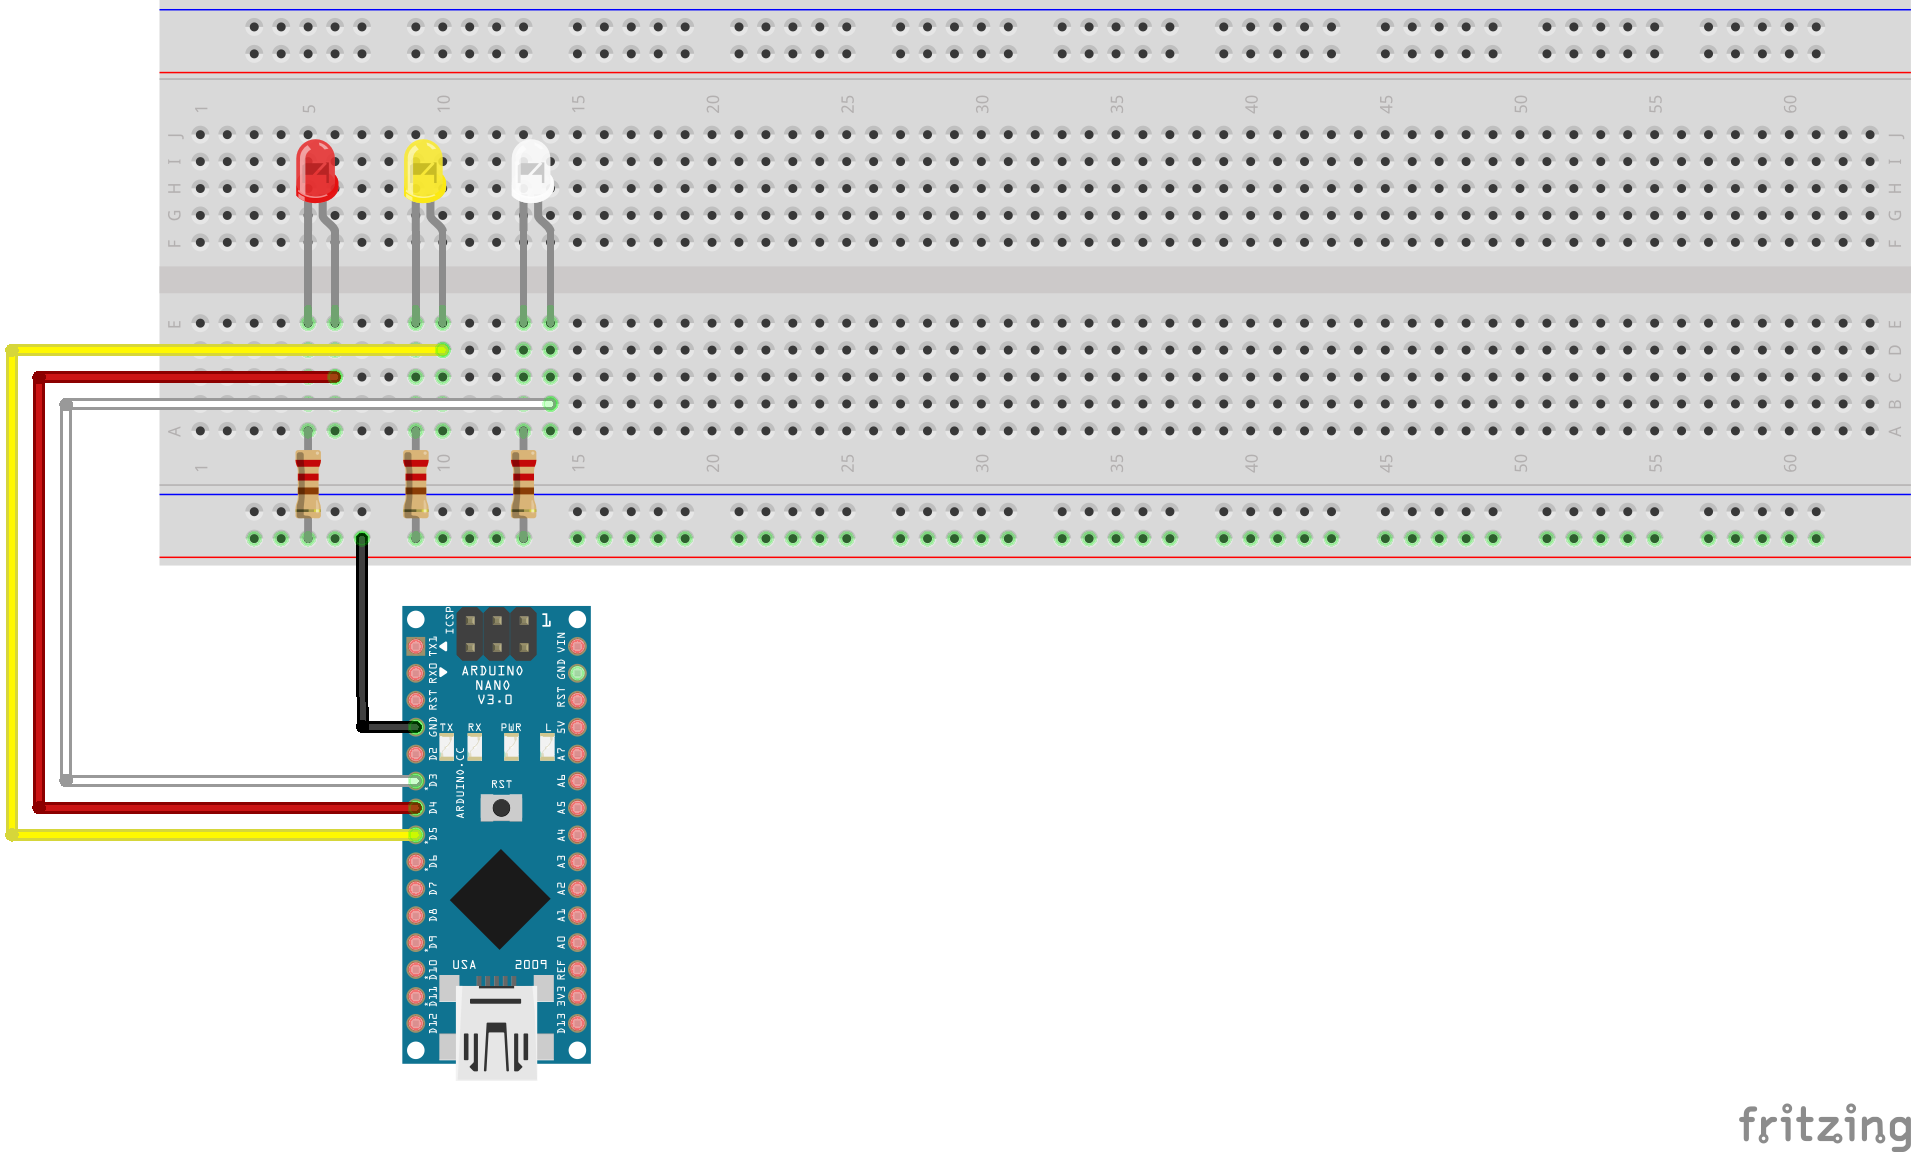 1 5 10 15 20 25 30 35 40 45 50 55 60
J J
I I
H H
G G
F F
E E
D
C
B
A A
1 10 15 20 25 30 35 40 45 50 55 60
ICSP
1
TX1 VIN
ARDUINO
NANO
V3.0
RX0 GND
RST RST
GND TX RX PWR L 5V
D2 A7
D3 A6
RST
ARDUINO.CC
D4 A5
D5 A4
D6 A3
D7 A2
D8 A1
D9 A0
USA 2009
D10 REF
D11 3V3
D12 D13
fritzing